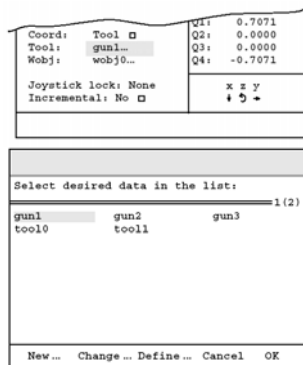 Q1: 0.7071
Coord: Tool Q2: 0.0000
Tool: gun1… Q3: 0.0000
Wobj: wobj0… Q4: -0.7071
Joystick lock: None x z y
Incremental: No
Select desired data in the list:
1(2)
gun1 gun2 gun3
tool0 tool1
New … Change … Define … Cancel OK